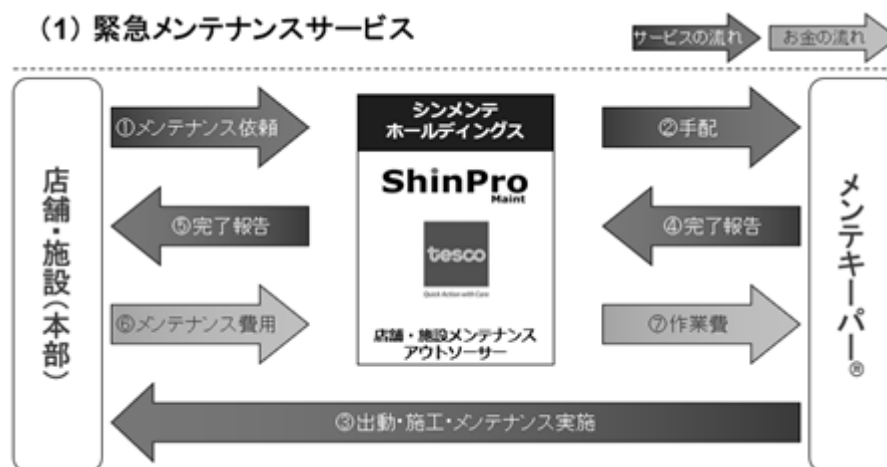 (1) 緊急メンテナンスサービス
サービスの流れ
お金の流れ
店舗・施設(本部)
①メンテナンス依頼
シンメンテ
ホールディングス
②手配
ShinPro
Maint
⑤完了報告
④完了報告
tesco
Quick Action with Care
⑥メンテナンス費用
⑦作業費
店舗・施設メンテナンス
アウトソーサー
③出動・施工・メンテナンス実施
メンテキーパー®